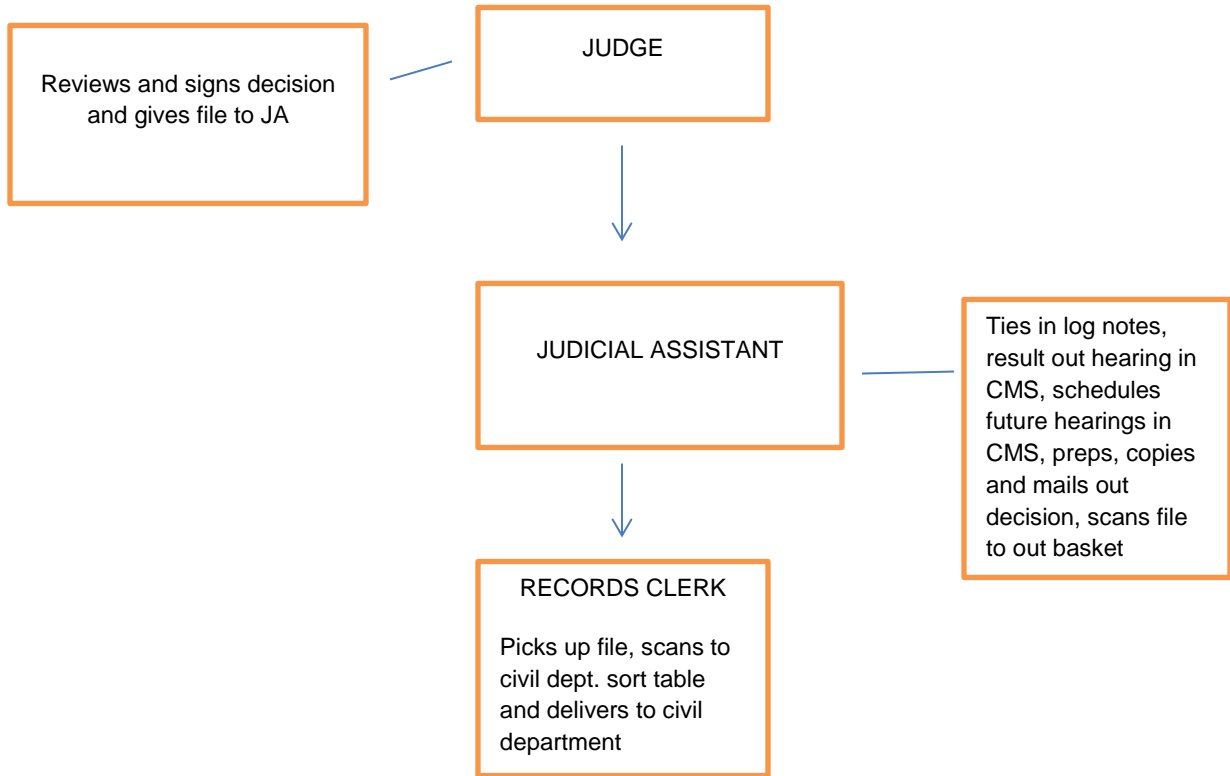 JUDGE
Reviews and signs decision
and gives file to JA
JUDICIAL ASSISTANT
Ties in log notes,
result out hearing in
CMS, schedules
future hearings in
CMS, preps, copies
and mails out
decision, scans file
to out basket
RECORDS CLERK
Picks up file, scans to
civil dept. sort table
and delivers to civil
department